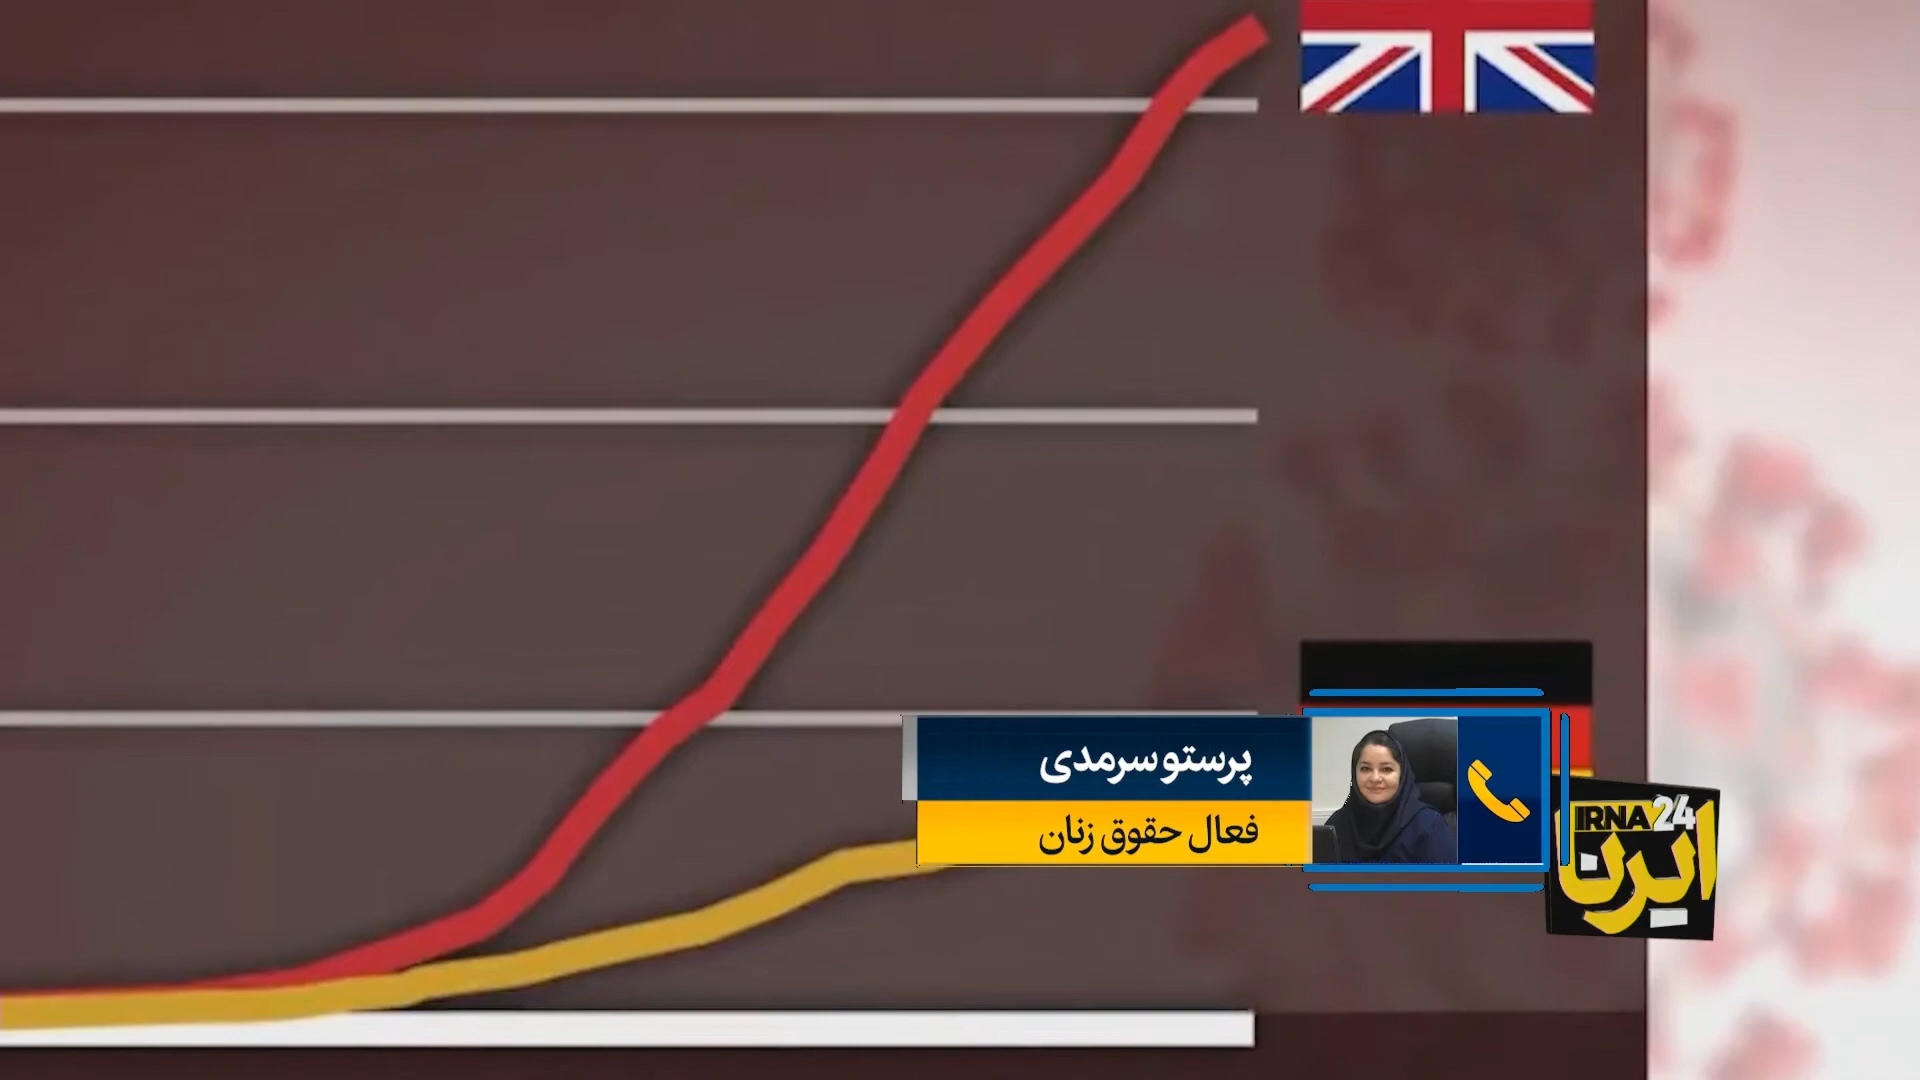 پرستو سرمدی
فعال حقوق زنان
IRNA24
ایرنا